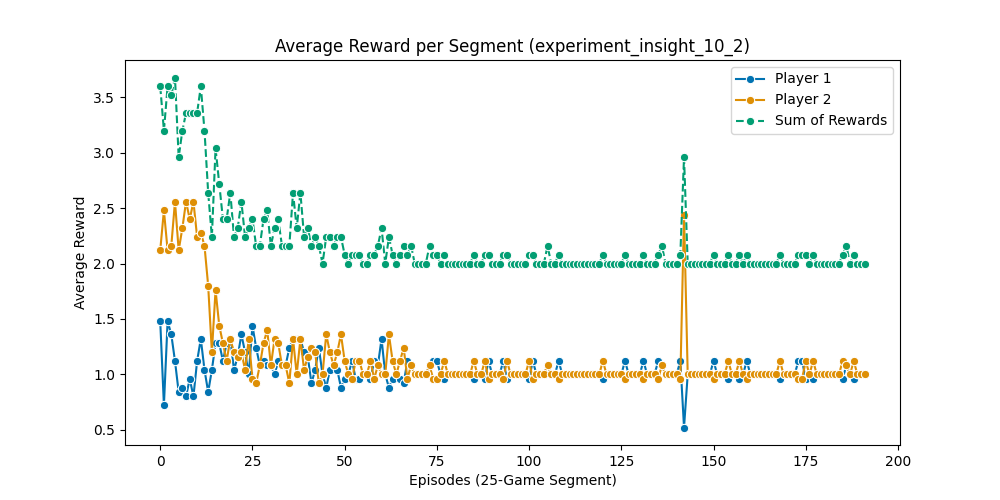 Average Reward per Segment (experiment_insight_10_2)
Player 1
Player 2
Sum of Rewards
Average Reward
3.5
3.0
2.5
2.0
1.5
1.0
0.5
0 25 50 75 100 125 150 175 200
Episodes (25-Game Segment)